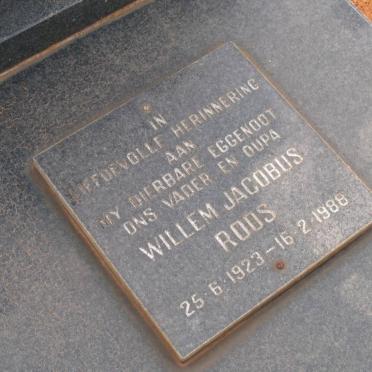 IN
LIEFDEVOLLE HERINNERING
AAN
MY DIERBARE EGGENOOT
ONS VADER EN OUPA
WILLEM JACOBUS
ROOS
25·6·1923–16·2·1988